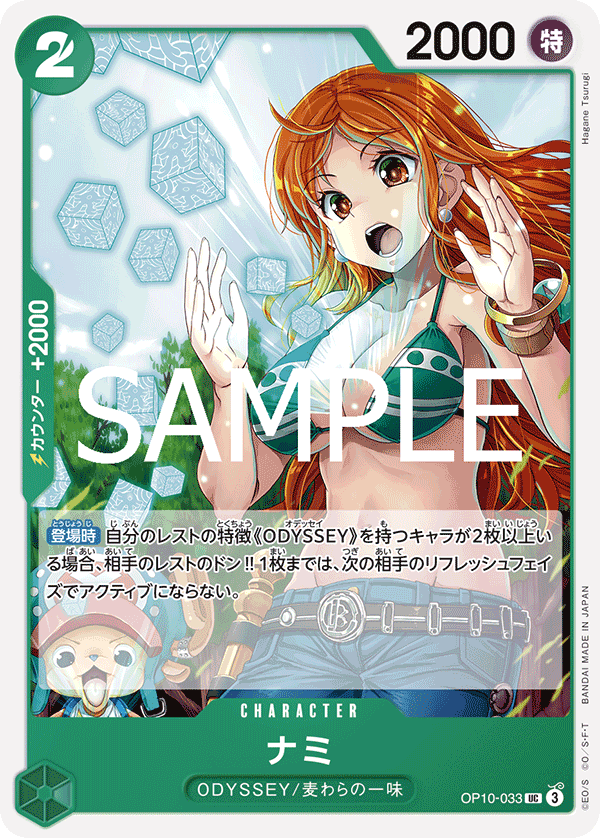 2
2000
特
Hagane Tsurugi
カウンター +2000
SAMPLE
登場時 自分のレストの特徴《ODYSSEY》を持つキャラが2枚以上い
る場合、相手のレストのドン!!1枚までは、次の相手のリフレッシュフェイ
ズでアクティブにならない。
CHARACTER
ナミ
ODYSSEY/麦わらの一味
OP10-033 UC 3
©EO/S ©O/S・F・T BANDAI MADE IN JAPAN